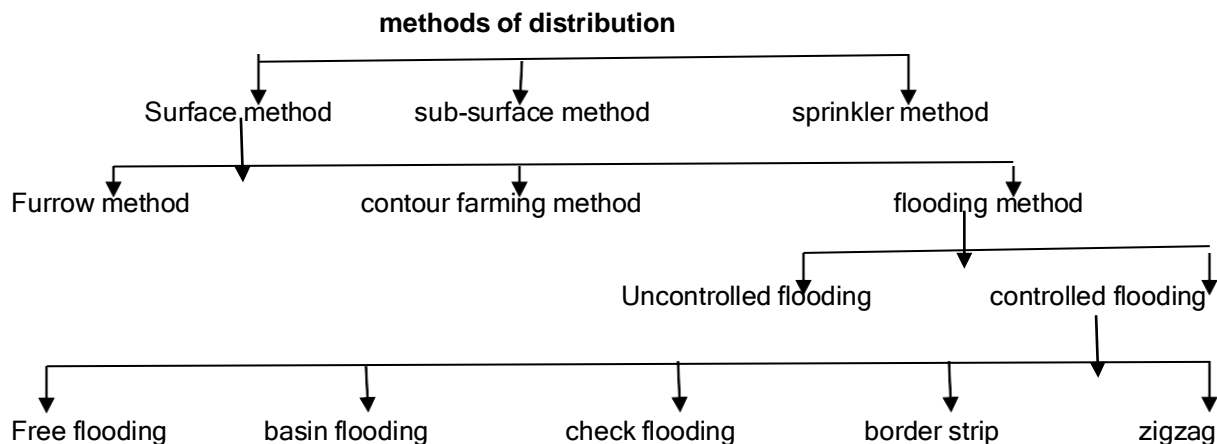 methods of distribution
Surface method sub-surface method sprinkler method
Furrow method contour farming method flooding method
Uncontrolled flooding controlled flooding
Free flooding basin flooding check flooding border strip zigzag